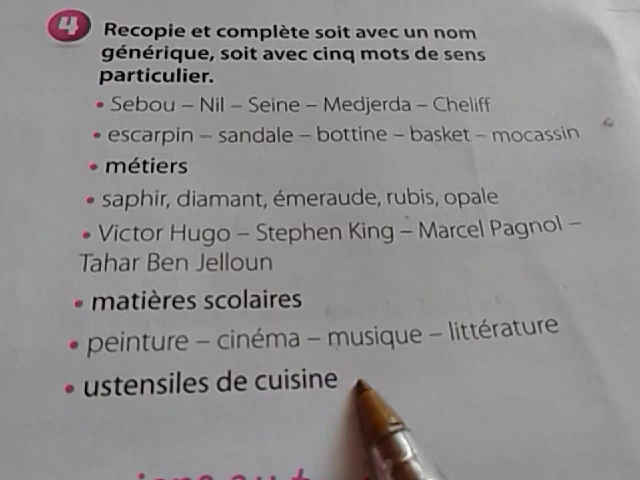 4 Recopie et complète soit avec un nom
générique, soit avec cinq mots de sens
particulier.
• Sebou – Nil – Seine – Medjerda – Cheliff
• escarpin – sandale – bottine – basket – mocassin
• métiers
• saphir, diamant, émeraude, rubis, opale
• Victor Hugo – Stephen King – Marcel Pagnol –
Tahar Ben Jelloun
• matières scolaires
• peinture – cinéma – musique – littérature
• ustensiles de cuisine